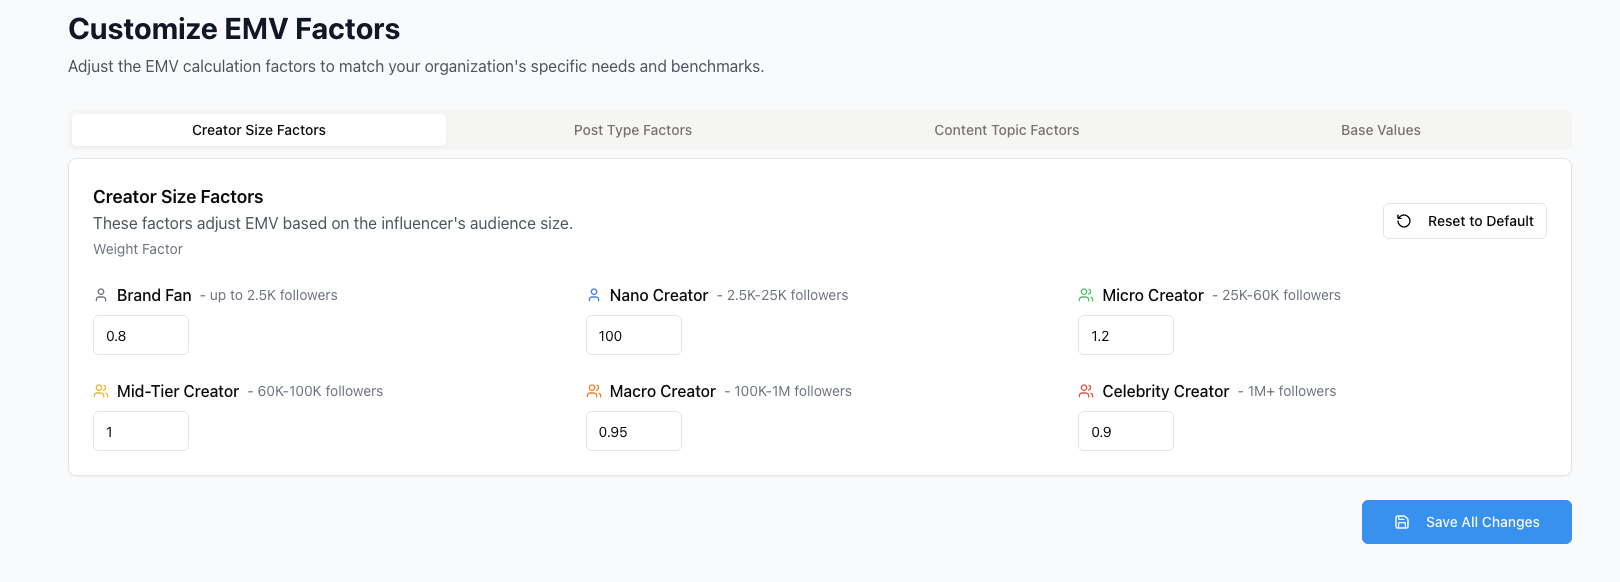 Customize EMV Factors
Adjust the EMV calculation factors to match your organization's specific needs and benchmarks.
Creator Size Factors Post Type Factors Content Topic Factors Base Values
Creator Size Factors
These factors adjust EMV based on the influencer's audience size.
Weight Factor
Reset to Default
Brand Fan - up to 2.5K followers
0.8
Nano Creator - 2.5K-25K followers
100
Micro Creator - 25K-60K followers
1.2
Mid-Tier Creator - 60K-100K followers
1
Macro Creator - 100K-1M followers
0.95
Celebrity Creator - 1M+ followers
0.9
Save All Changes